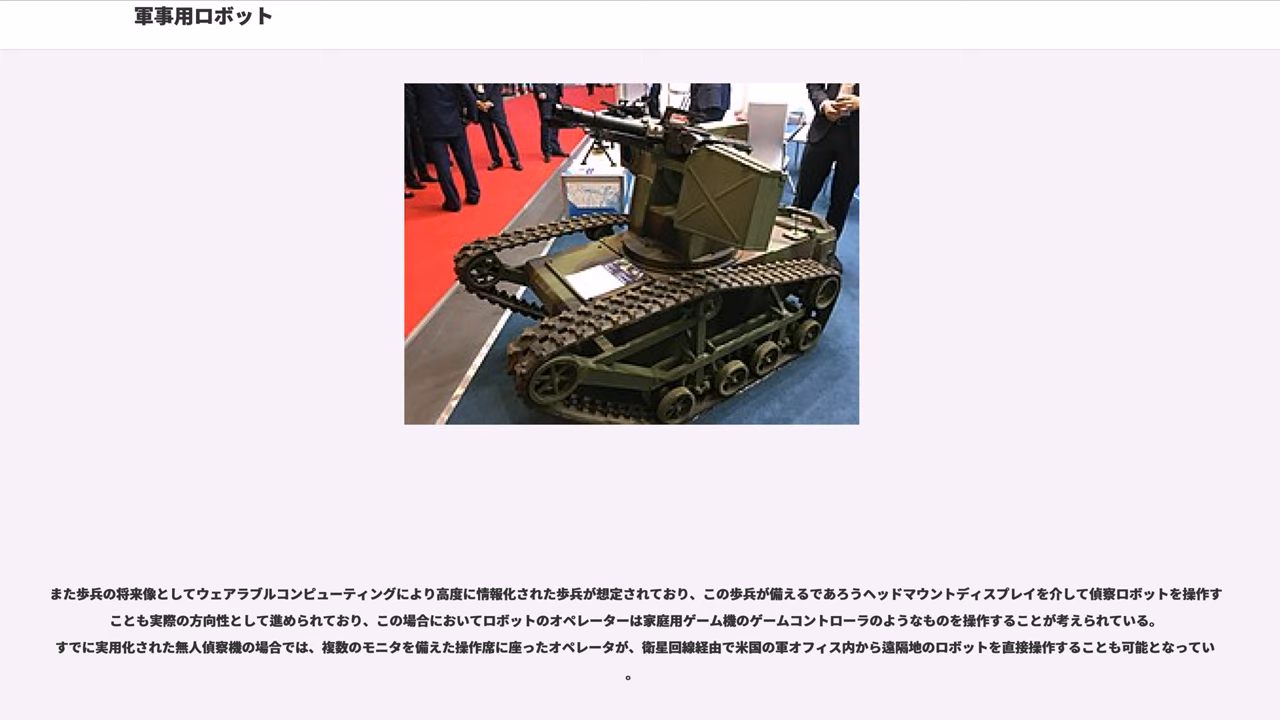 軍事用ロボット
また歩兵の将来像としてウェアラブルコンピューティングにより高度に情報化された歩兵が想定されており、この歩兵が備えるであろうヘッドマウントディスプレイを介して偵察ロボットを操作す
ることも実際の方向性として進められており、この場合においてロボットのオペレーターは家庭用ゲーム機のゲームコントローラのようなものを操作することが考えられている。
すでに実用化された無人偵察機の場合では、複数のモニタを備えた操作席に座ったオペレータが、衛星回線経由で米国の軍オフィス内から遠隔地のロボットを直接操作することも可能となってい
。